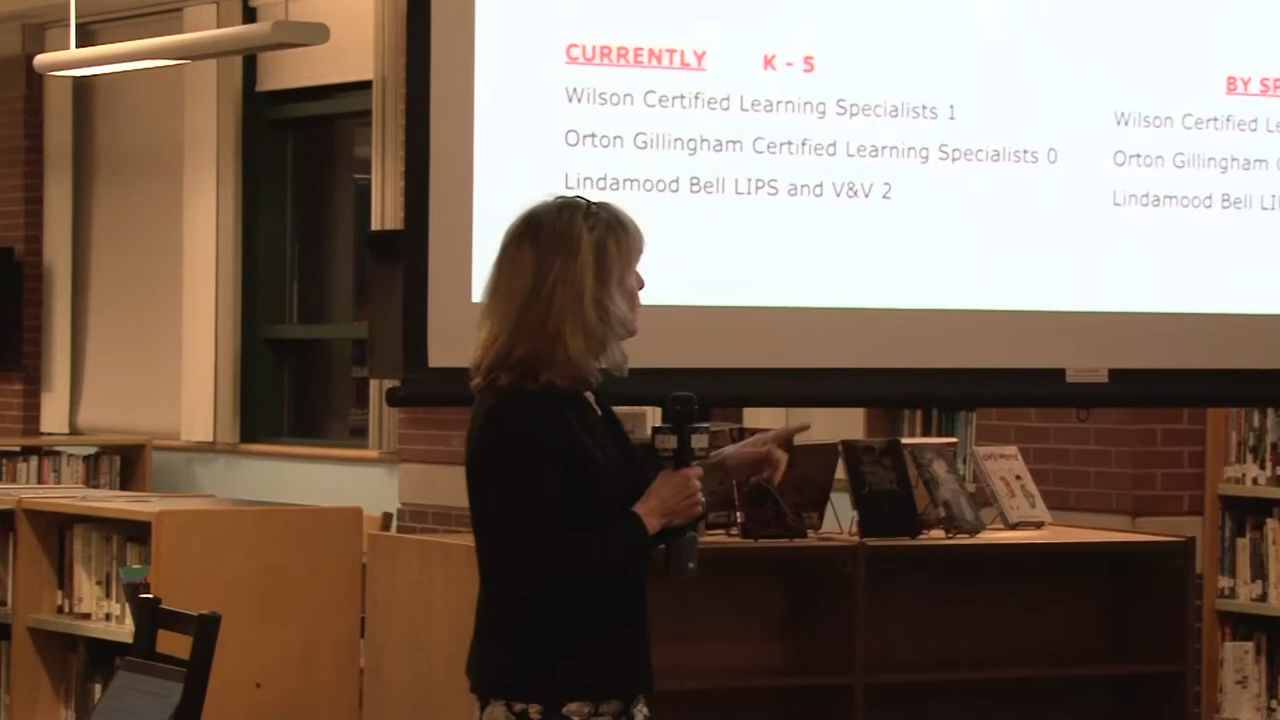 CURRENTLY K - 5
Wilson Certified Learning Specialists 1
Orton Gillingham Certified Learning Specialists 0
Lindamood Bell LIPS and V&V 2
BY
Wilson Certified
Orton Gillingham
Lindamood Bell